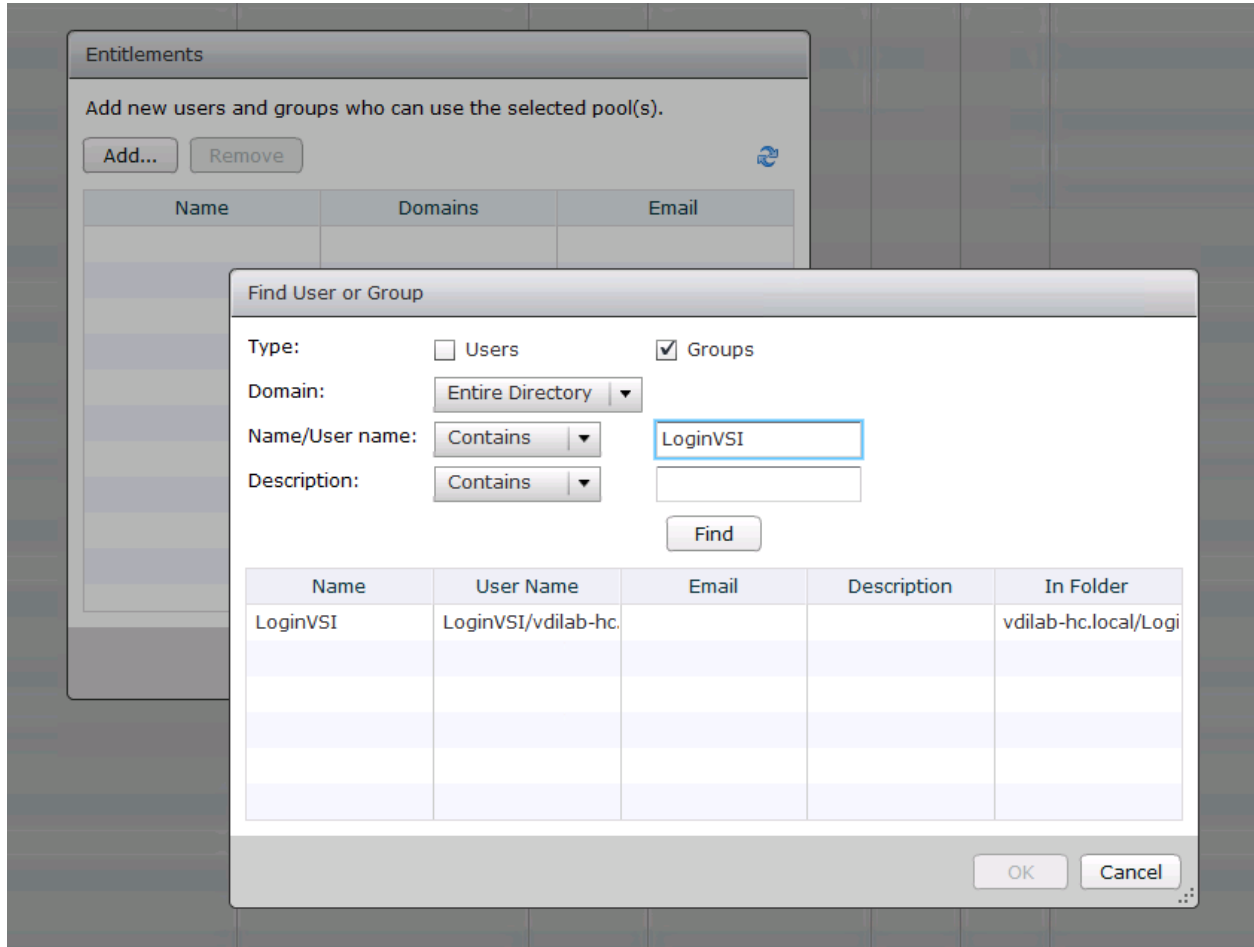 Entitlements
Add new users and groups who can use the selected pool(s).
Add... Remove
Name Domains Email
Find User or Group
Type: Users Groups
Domain: Entire Directory
Name/User name: Contains LoginVSI
Description: Contains
Find
Name User Name Email Description In Folder
LoginVSI LoginVSI/vdilab-hc. vdilab-hc.local/Logi
OK Cancel